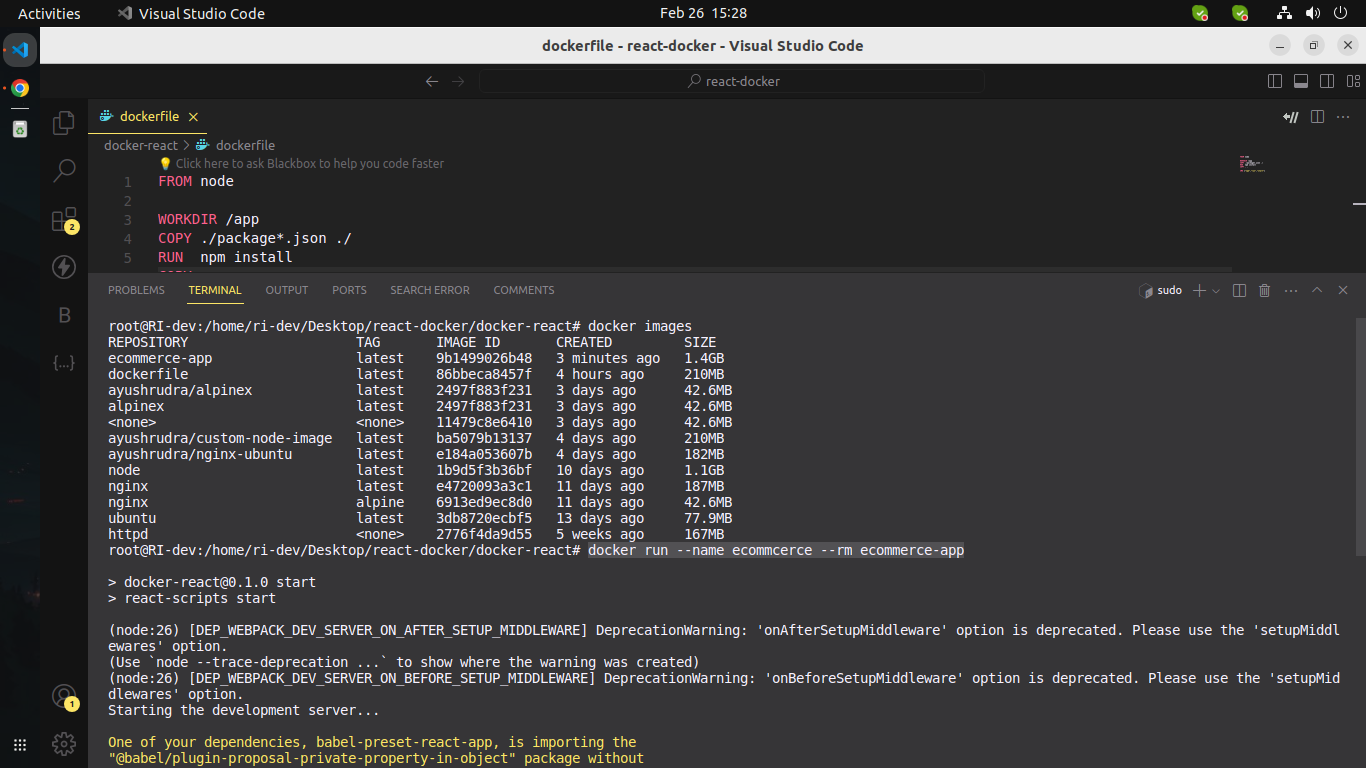 Activities Visual Studio Code Feb 26 15:28
dockerfile - react-docker - Visual Studio Code
react-docker
dockerfile
docker-react > dockerfile
Click here to ask Blackbox to help you code faster
1 FROM node
2
3 WORKDIR /app
4 COPY ./package*.json ./
5 RUN npm install
2
B
{...}
1
PROBLEMS TERMINAL OUTPUT PORTS SEARCH ERROR COMMENTS sudo
root@RI-dev:/home/ri-dev/Desktop/react-docker/docker-react# docker images
REPOSITORY TAG IMAGE ID CREATED SIZE
ecommerce-app latest 9b1499026b48 3 minutes ago 1.4GB
dockerfile latest 86bbeca8457f 4 hours ago 210MB
ayushrudra/alpinex latest 2497f883f231 3 days ago 42.6MB
alpinex latest 2497f883f231 3 days ago 42.6MB
<none> <none> 11479c8e6410 3 days ago 42.6MB
ayushrudra/custom-node-image latest ba5079b13137 4 days ago 210MB
ayushrudra/nginx-ubuntu latest e184a053607b 4 days ago 182MB
node latest 1b9d5f3b36bf 10 days ago 1.1GB
nginx latest e4720093a3c1 11 days ago 187MB
nginx alpine 6913ed9ec8d0 11 days ago 42.6MB
ubuntu latest 3db8720ecbf5 13 days ago 77.9MB
httpd <none> 2776f4da9d55 5 weeks ago 167MB
root@RI-dev:/home/ri-dev/Desktop/react-docker/docker-react# docker run --name ecommcerce --rm ecommerce-app
> docker-react@0.1.0 start
> react-scripts start
(node:26) [DEP_WEBPACK_DEV_SERVER_ON_AFTER_SETUP_MIDDLEWARE] DeprecationWarning: 'onAfterSetupMiddleware' option is deprecated. Please use the 'setupMiddl
ewares' option.
(Use `node --trace-deprecation ...` to show where the warning was created)
(node:26) [DEP_WEBPACK_DEV_SERVER_ON_BEFORE_SETUP_MIDDLEWARE] DeprecationWarning: 'onBeforeSetupMiddleware' option is deprecated. Please use the 'setupMid
dlewares' option.
Starting the development server...
One of your dependencies, babel-preset-react-app, is importing the
"@babel/plugin-proposal-private-property-in-object" package without